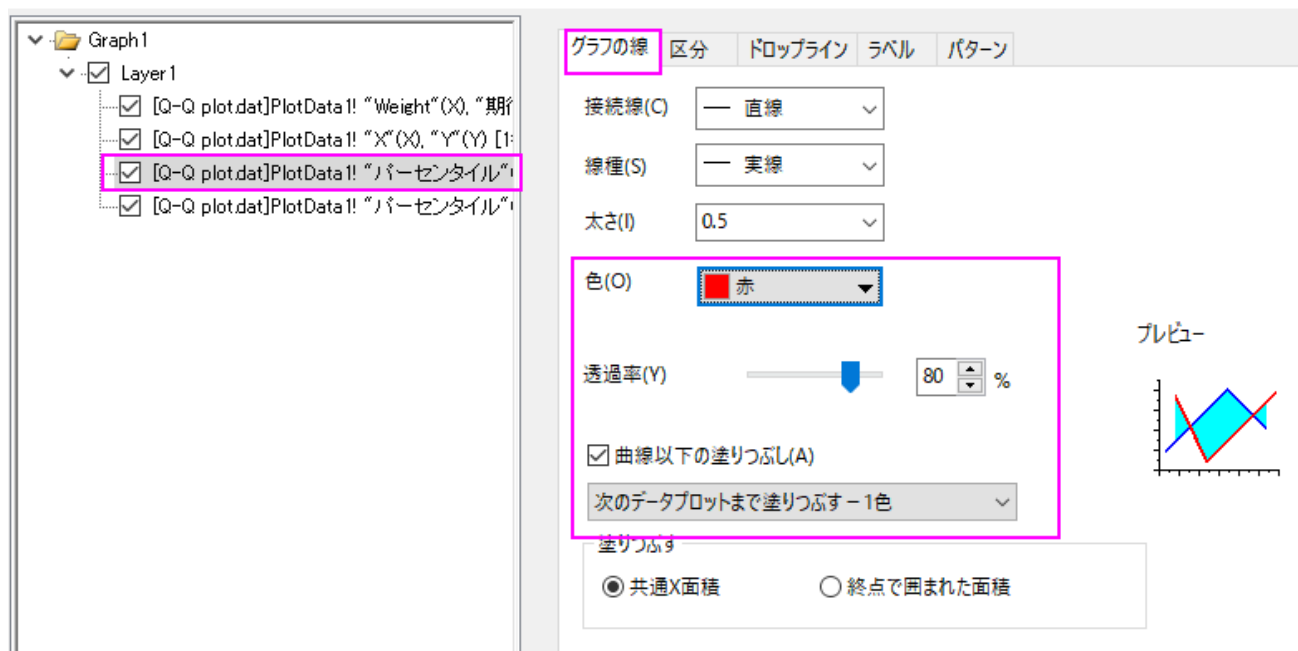 Graph1
Layer1
[Q-Q plot.dat]PlotData1! "Weight"(X), "期
[Q-Q plot.dat]PlotData1! "X"(X), "Y"(Y) [1
[Q-Q plot.dat]PlotData1! "パーセンタイル"
[Q-Q plot.dat]PlotData1! "パーセンタイル"
グラフの線 区分 ドロップライン ラベル パターン
接続線(C) 直線
線種(S) 実線
太さ(I) 0.5
色(O) 赤
透過率(Y) 80 %
プレビュー
曲線以下の塗りつぶし(A)
次のデータプロットまで塗りつぶす - 1色
塗りつぶす
共通X面積 終点で囲まれた面積